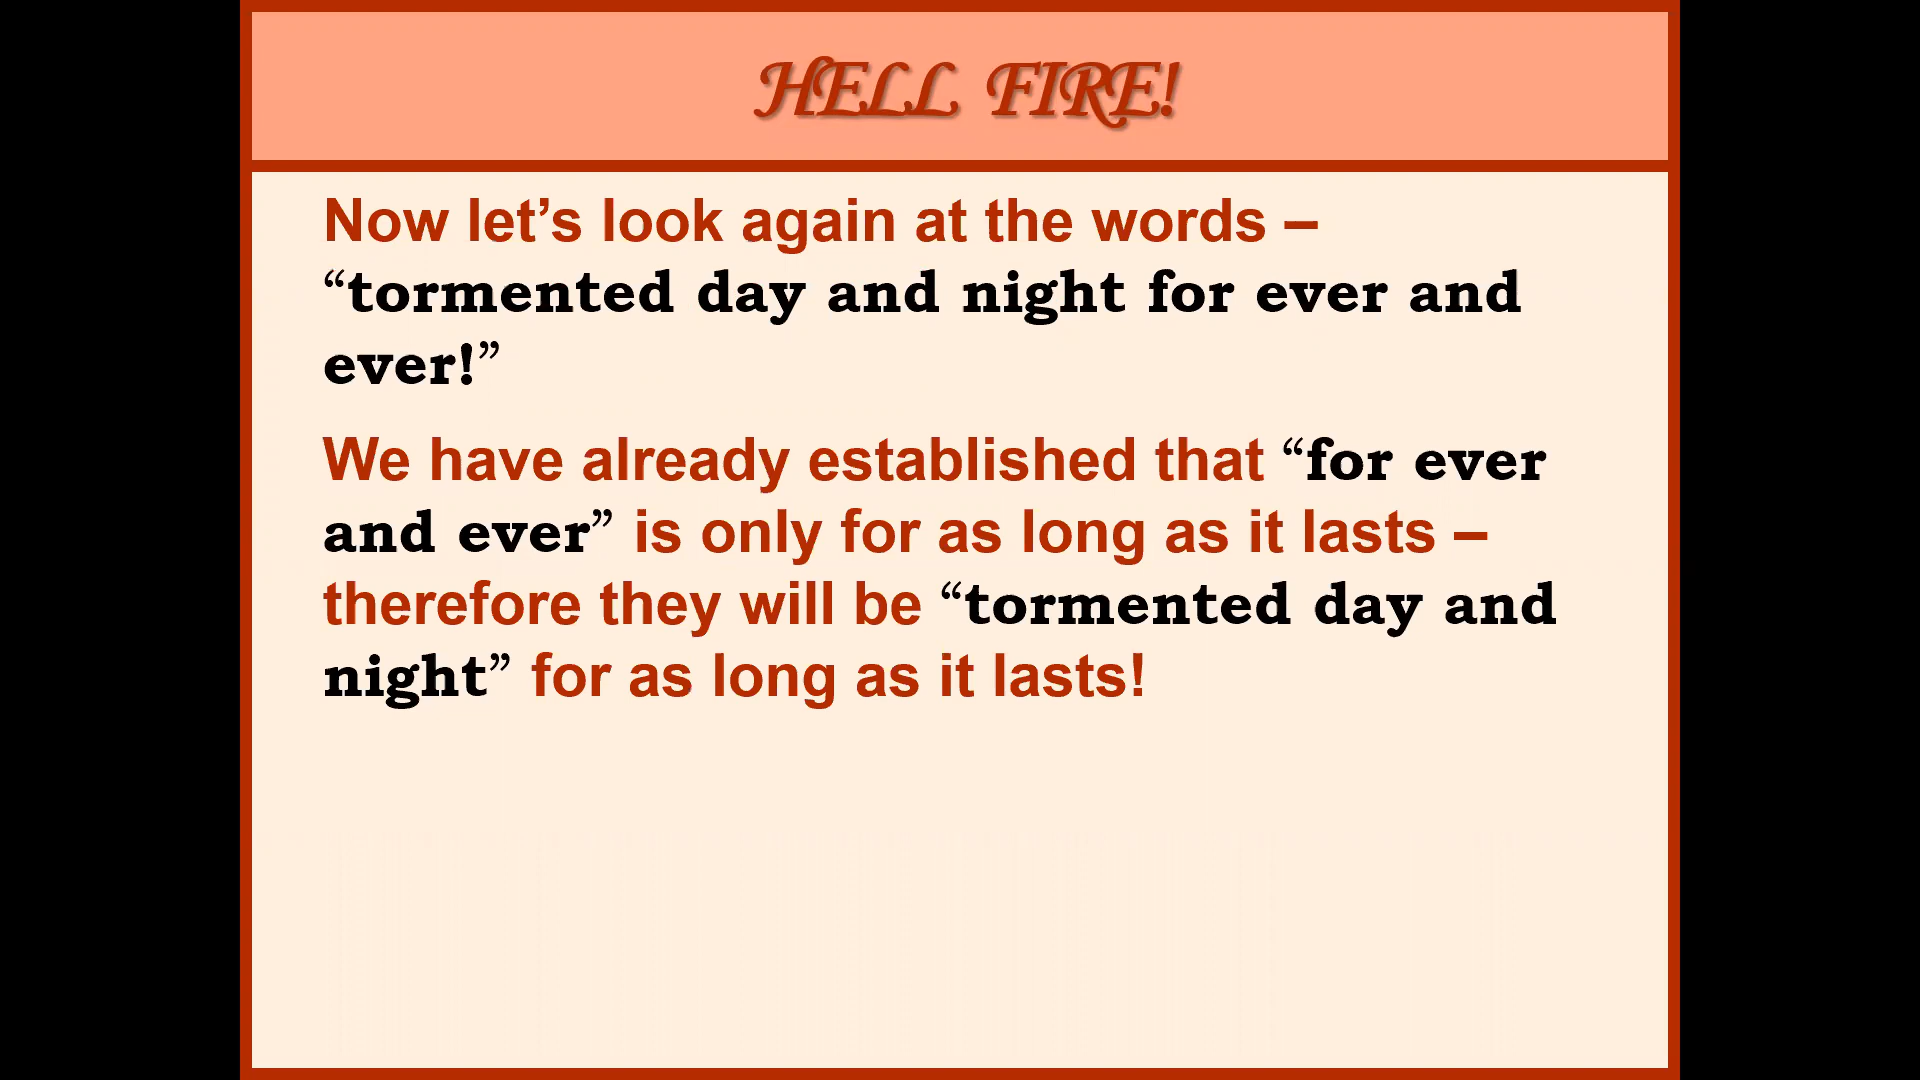 HELL FIRE!
Now let’s look again at the words –
“tormented day and night for ever and
ever!”
We have already established that “for ever
and ever” is only for as long as it lasts –
therefore they will be “tormented day and
night” for as long as it lasts!